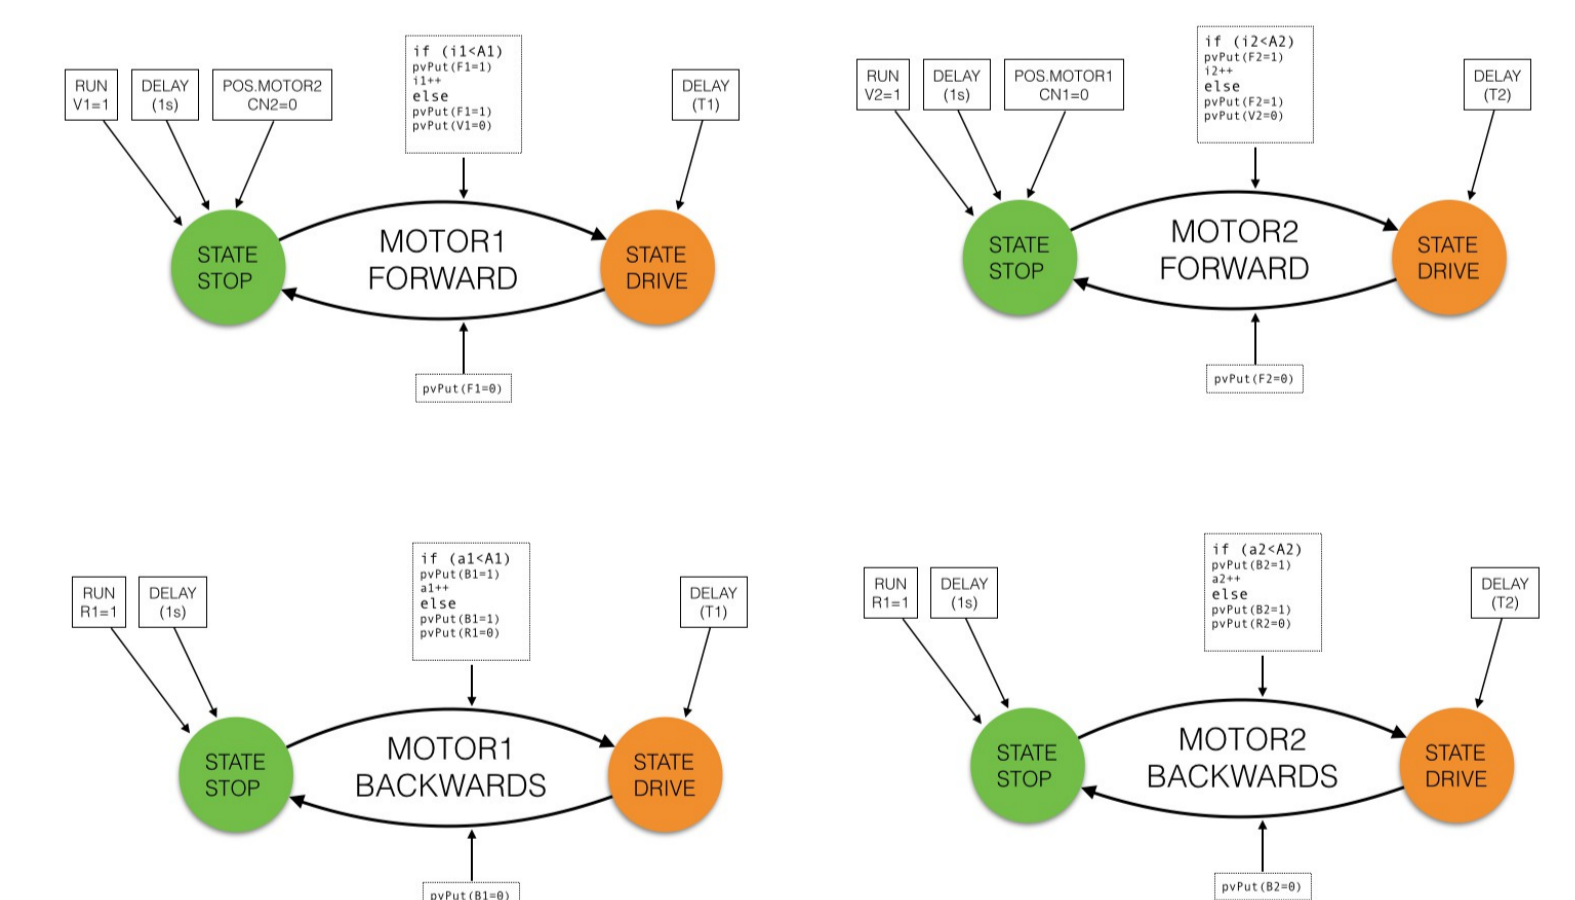 RUN
V1=1
DELAY
(1s)
POS.MOTOR2
CN2=0
if (i1<A1)
pvPut(F1=1)
i1++
else
pvPut(F1=1)
pvPut(V1=0)
DELAY
(T1)
STATE
STOP
MOTOR1
FORWARD
STATE
DRIVE
pvPut(F1=0)
RUN
V2=1
DELAY
(1s)
POS.MOTOR1
CN1=0
if (i2<A2)
pvPut(F2=1)
i2++
else
pvPut(F2=1)
pvPut(V2=0)
DELAY
(T2)
STATE
STOP
MOTOR2
FORWARD
STATE
DRIVE
pvPut(F2=0)
RUN
R1=1
DELAY
(1s)
if (a1<A1)
pvPut(B1=1)
a1++
else
pvPut(B1=1)
pvPut(R1=0)
DELAY
(T1)
STATE
STOP
MOTOR1
BACKWARDS
STATE
DRIVE
pvPut(B1=0)
RUN
R1=1
DELAY
(1s)
if (a2<A2)
pvPut(B2=1)
a2++
else
pvPut(B2=1)
pvPut(R2=0)
DELAY
(T2)
STATE
STOP
MOTOR2
BACKWARDS
STATE
DRIVE
pvPut(B2=0)